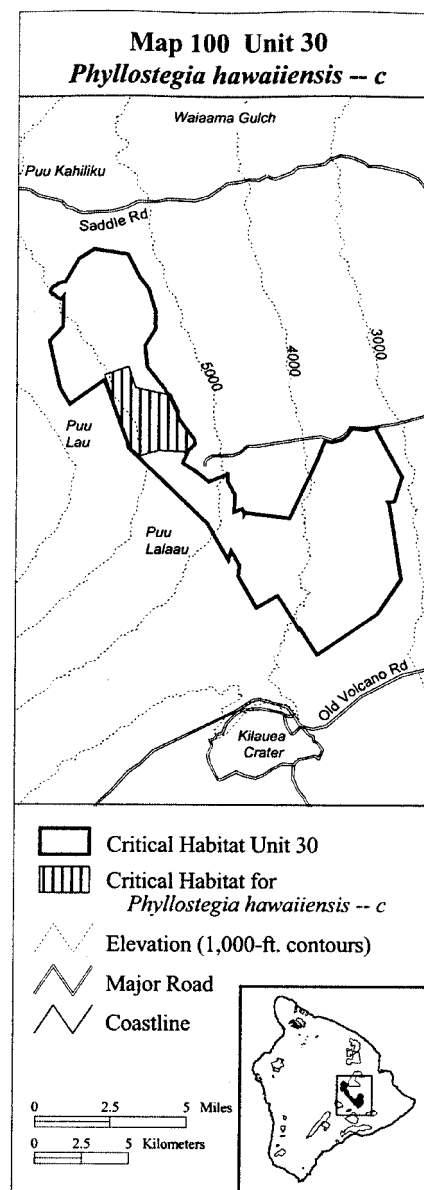 Map 100 Unit 30
Phyllostegia hawaiiensis -- c
Waiaama Gulch
Puu Kahiliku
Saddle Rd
5000
4000
3000
Puu
Lau
Puu
Lalaau
Old Volcano Rd
Kilauea
Crater
Critical Habitat Unit 30
Critical Habitat for
Phyllostegia hawaiiensis -- c
Elevation (1,000-ft. contours)
Major Road
Coastline
0 2.5 5 Miles
0 2.5 5 Kilometers